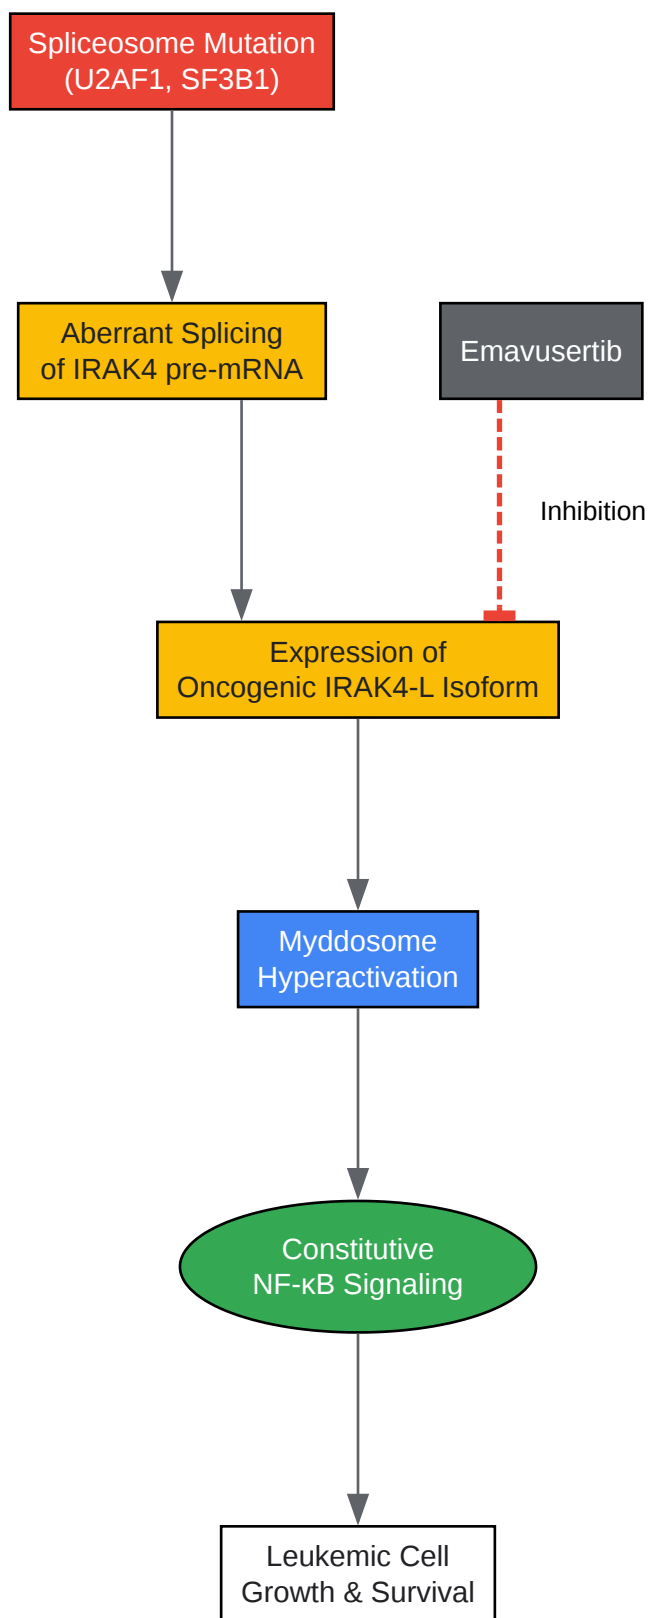 Spliceosome Mutation
(U2AF1, SF3B1)
Aberrant Splicing
of IRAK4 pre-mRNA
Emavusertib
Inhibition
Expression of
Oncogenic IRAK4-L Isoform
Myddosome
Hyperactivation
Constitutive
NF-κB Signaling
Leukemic Cell
Growth & Survival